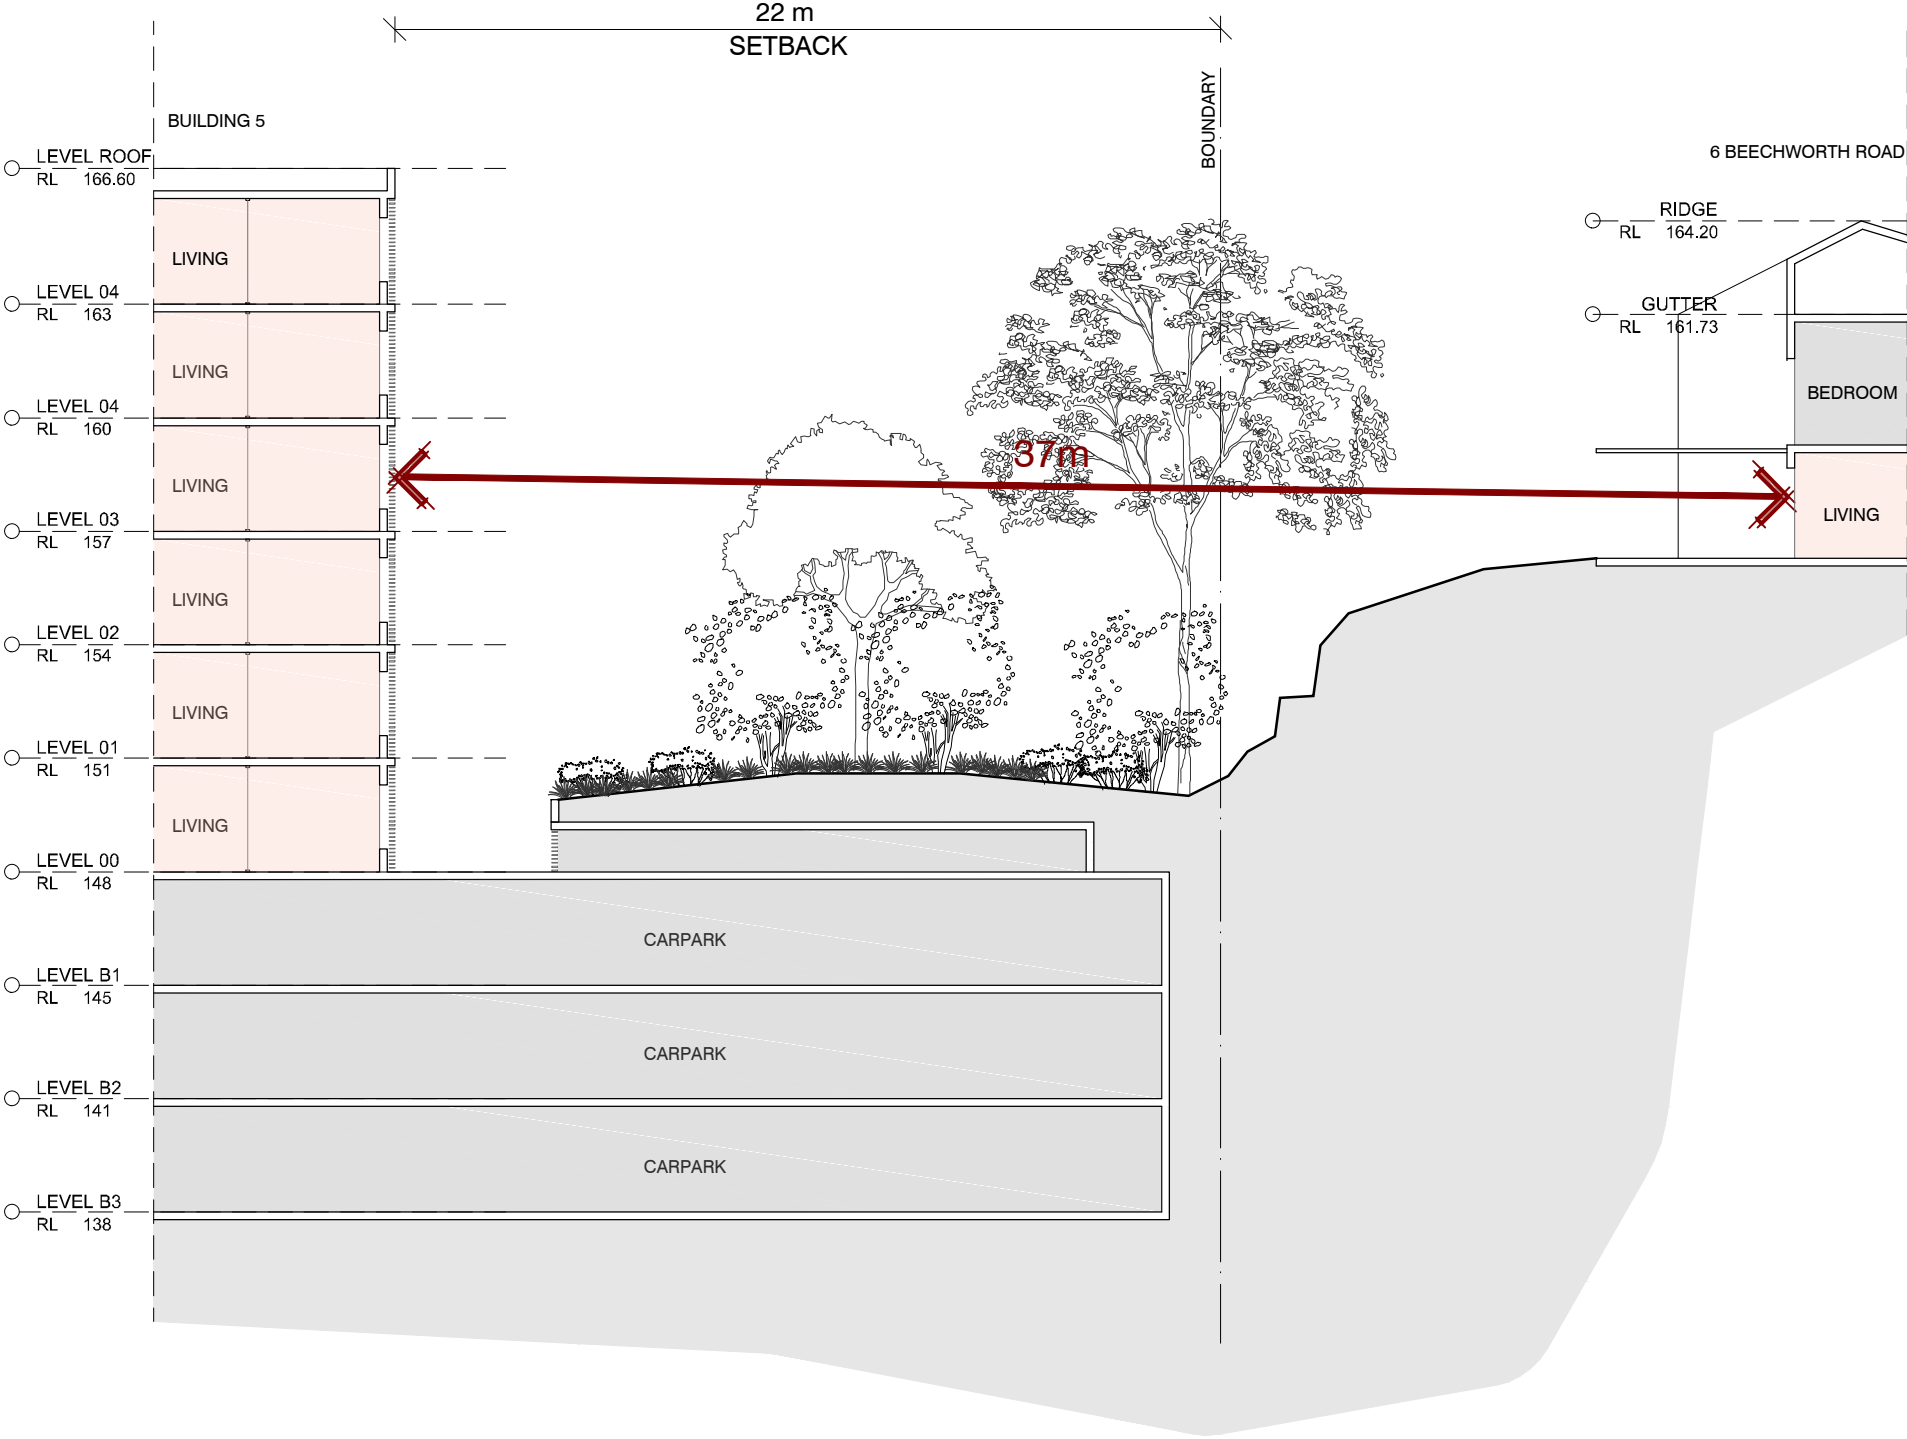 22 m
SETBACK
BOUNDARY
BUILDING 5
6 BEECHWORTH ROAD
LEVEL ROOF
RL 166.60
LIVING
LEVEL 04
RL 163
LIVING
LEVEL 04
RL 160
LIVING
LEVEL 03
RL 157
LIVING
LEVEL 02
RL 154
LIVING
LEVEL 01
RL 151
LIVING
LEVEL 00
RL 148
CARPARK
LEVEL B1
RL 145
CARPARK
LEVEL B2
RL 141
CARPARK
LEVEL B3
RL 138
37m
RIDGE
RL 164.20
GUTTER
RL 161.73
BEDROOM
LIVING